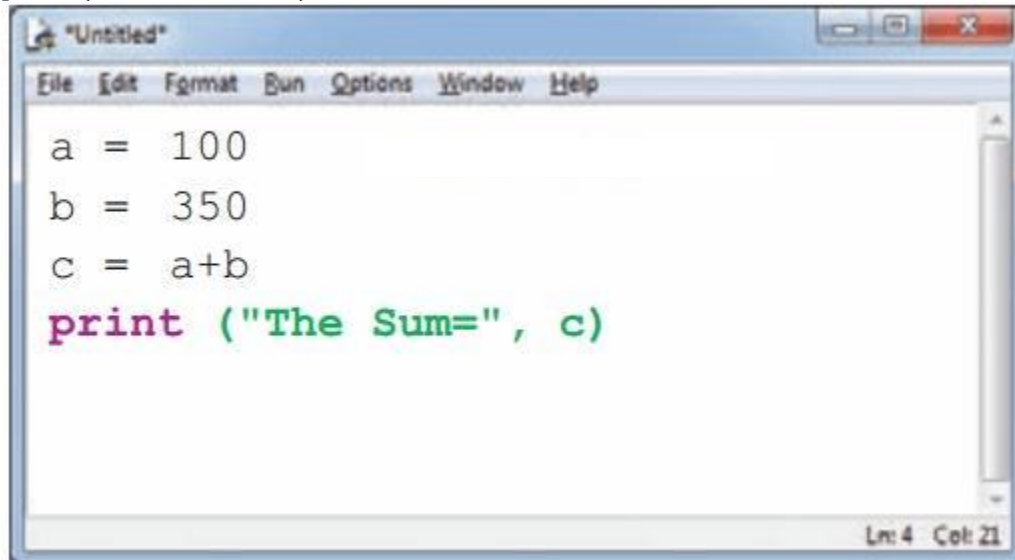 *Untitled*
File Edit Format Run Options Window Help
a = 100
b = 350
c = a+b
print ("The Sum=", c)
Ln: 4 Col: 21